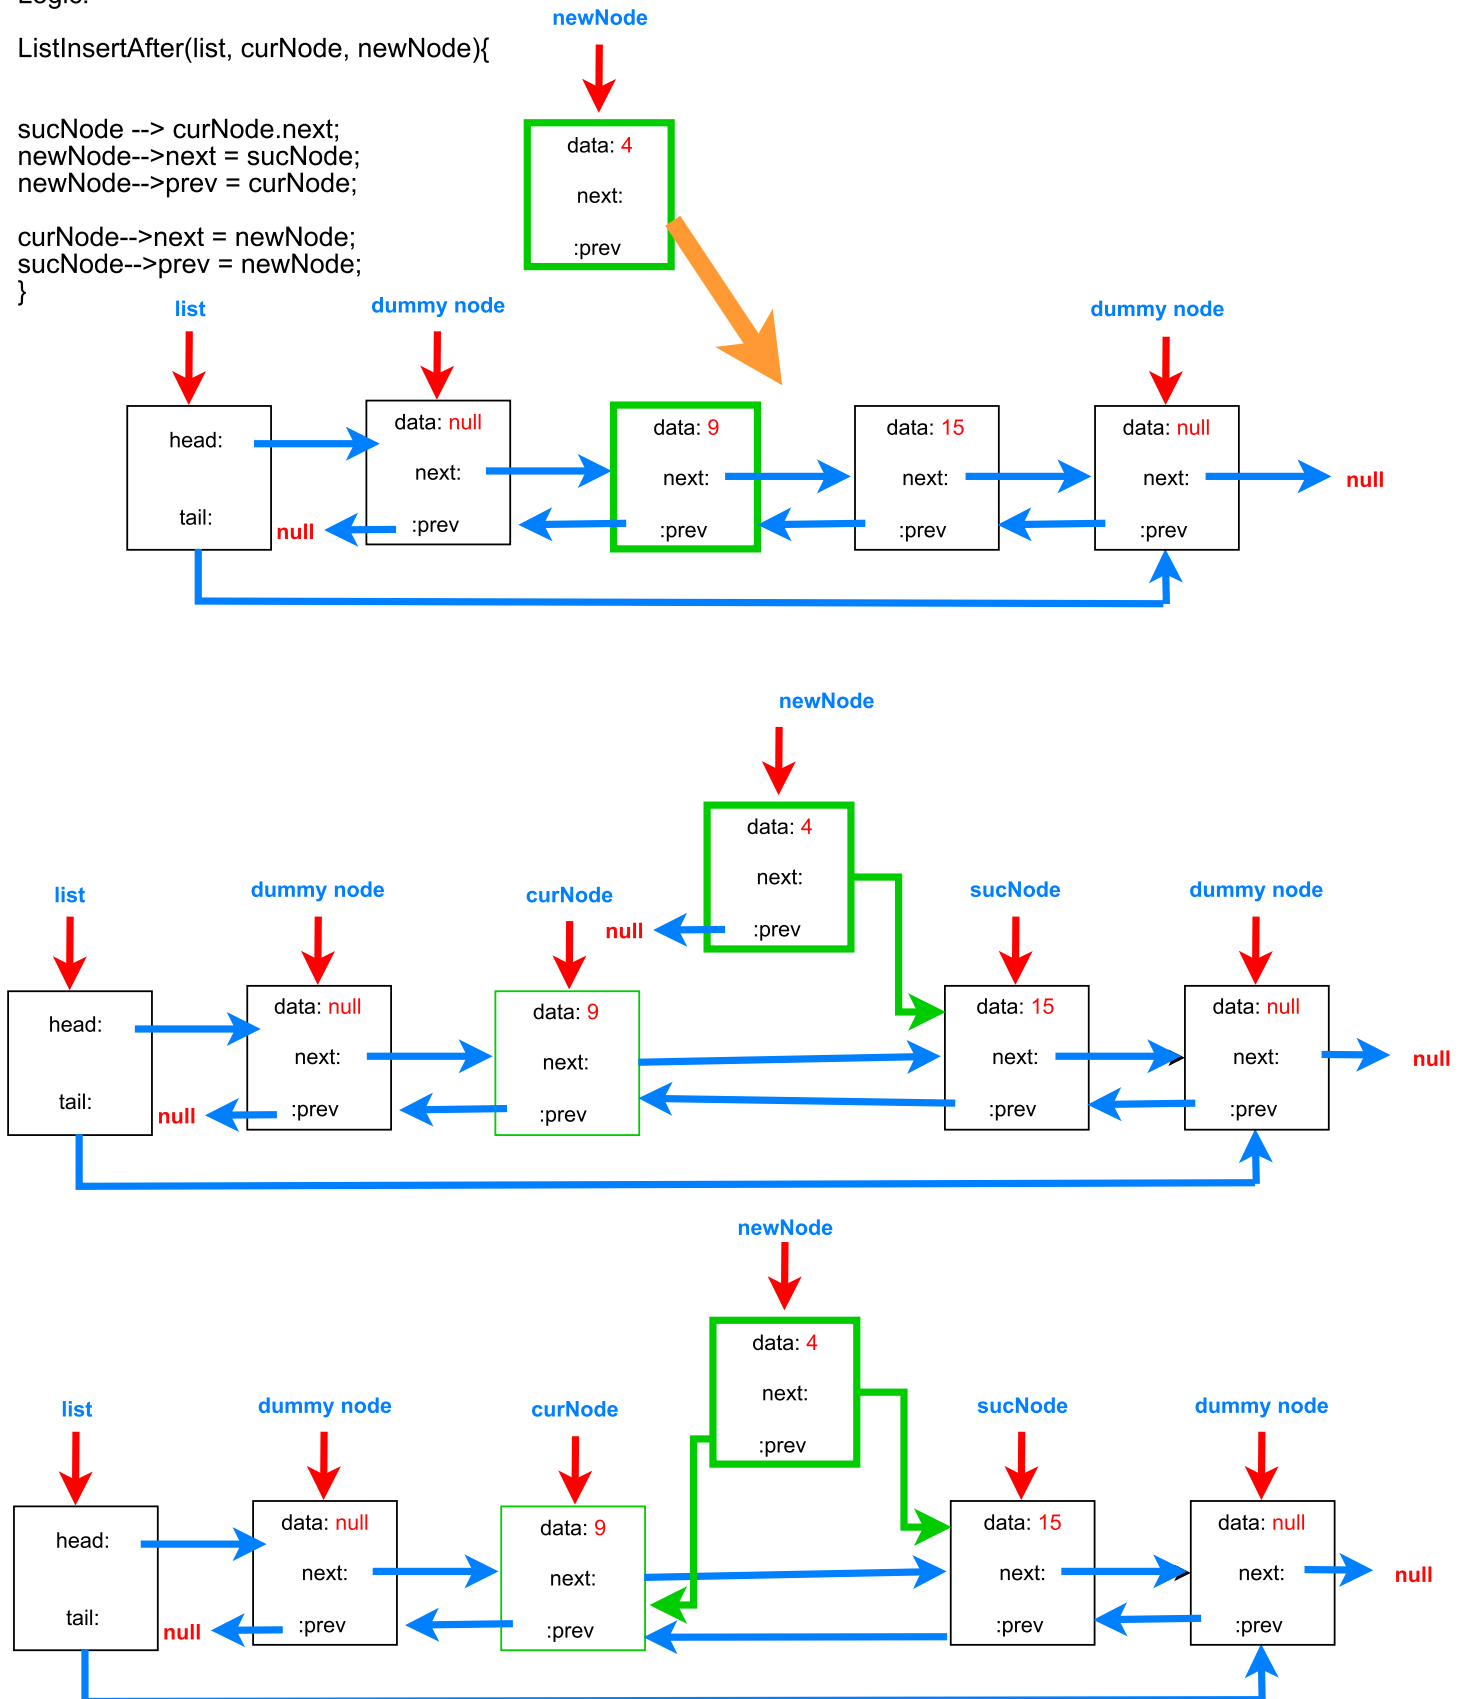 Logic:
ListInsertAfter(list, curNode, newNode){
sucNode --> curNode.next;
newNode-->next = sucNode;
newNode-->prev = curNode;
curNode-->next = newNode;
sucNode-->prev = newNode;
}
newNode
data: 4
next:
:prev
list
dummy node
dummy node
head:
tail:
null
data: null
next:
:prev
data: 9
next:
:prev
data: 15
next:
:prev
data: null
next:
:prev
null
newNode
data: 4
next:
:prev
null
list
dummy node
curNode
sucNode
dummy node
head:
tail:
null
data: null
next:
:prev
data: 9
next:
:prev
data: 15
next:
:prev
data: null
next:
:prev
null
newNode
data: 4
next:
:prev
list
dummy node
curNode
sucNode
dummy node
head:
tail:
null
data: null
next:
:prev
data: 9
next:
:prev
data: 15
next:
:prev
data: null
next:
:prev
null